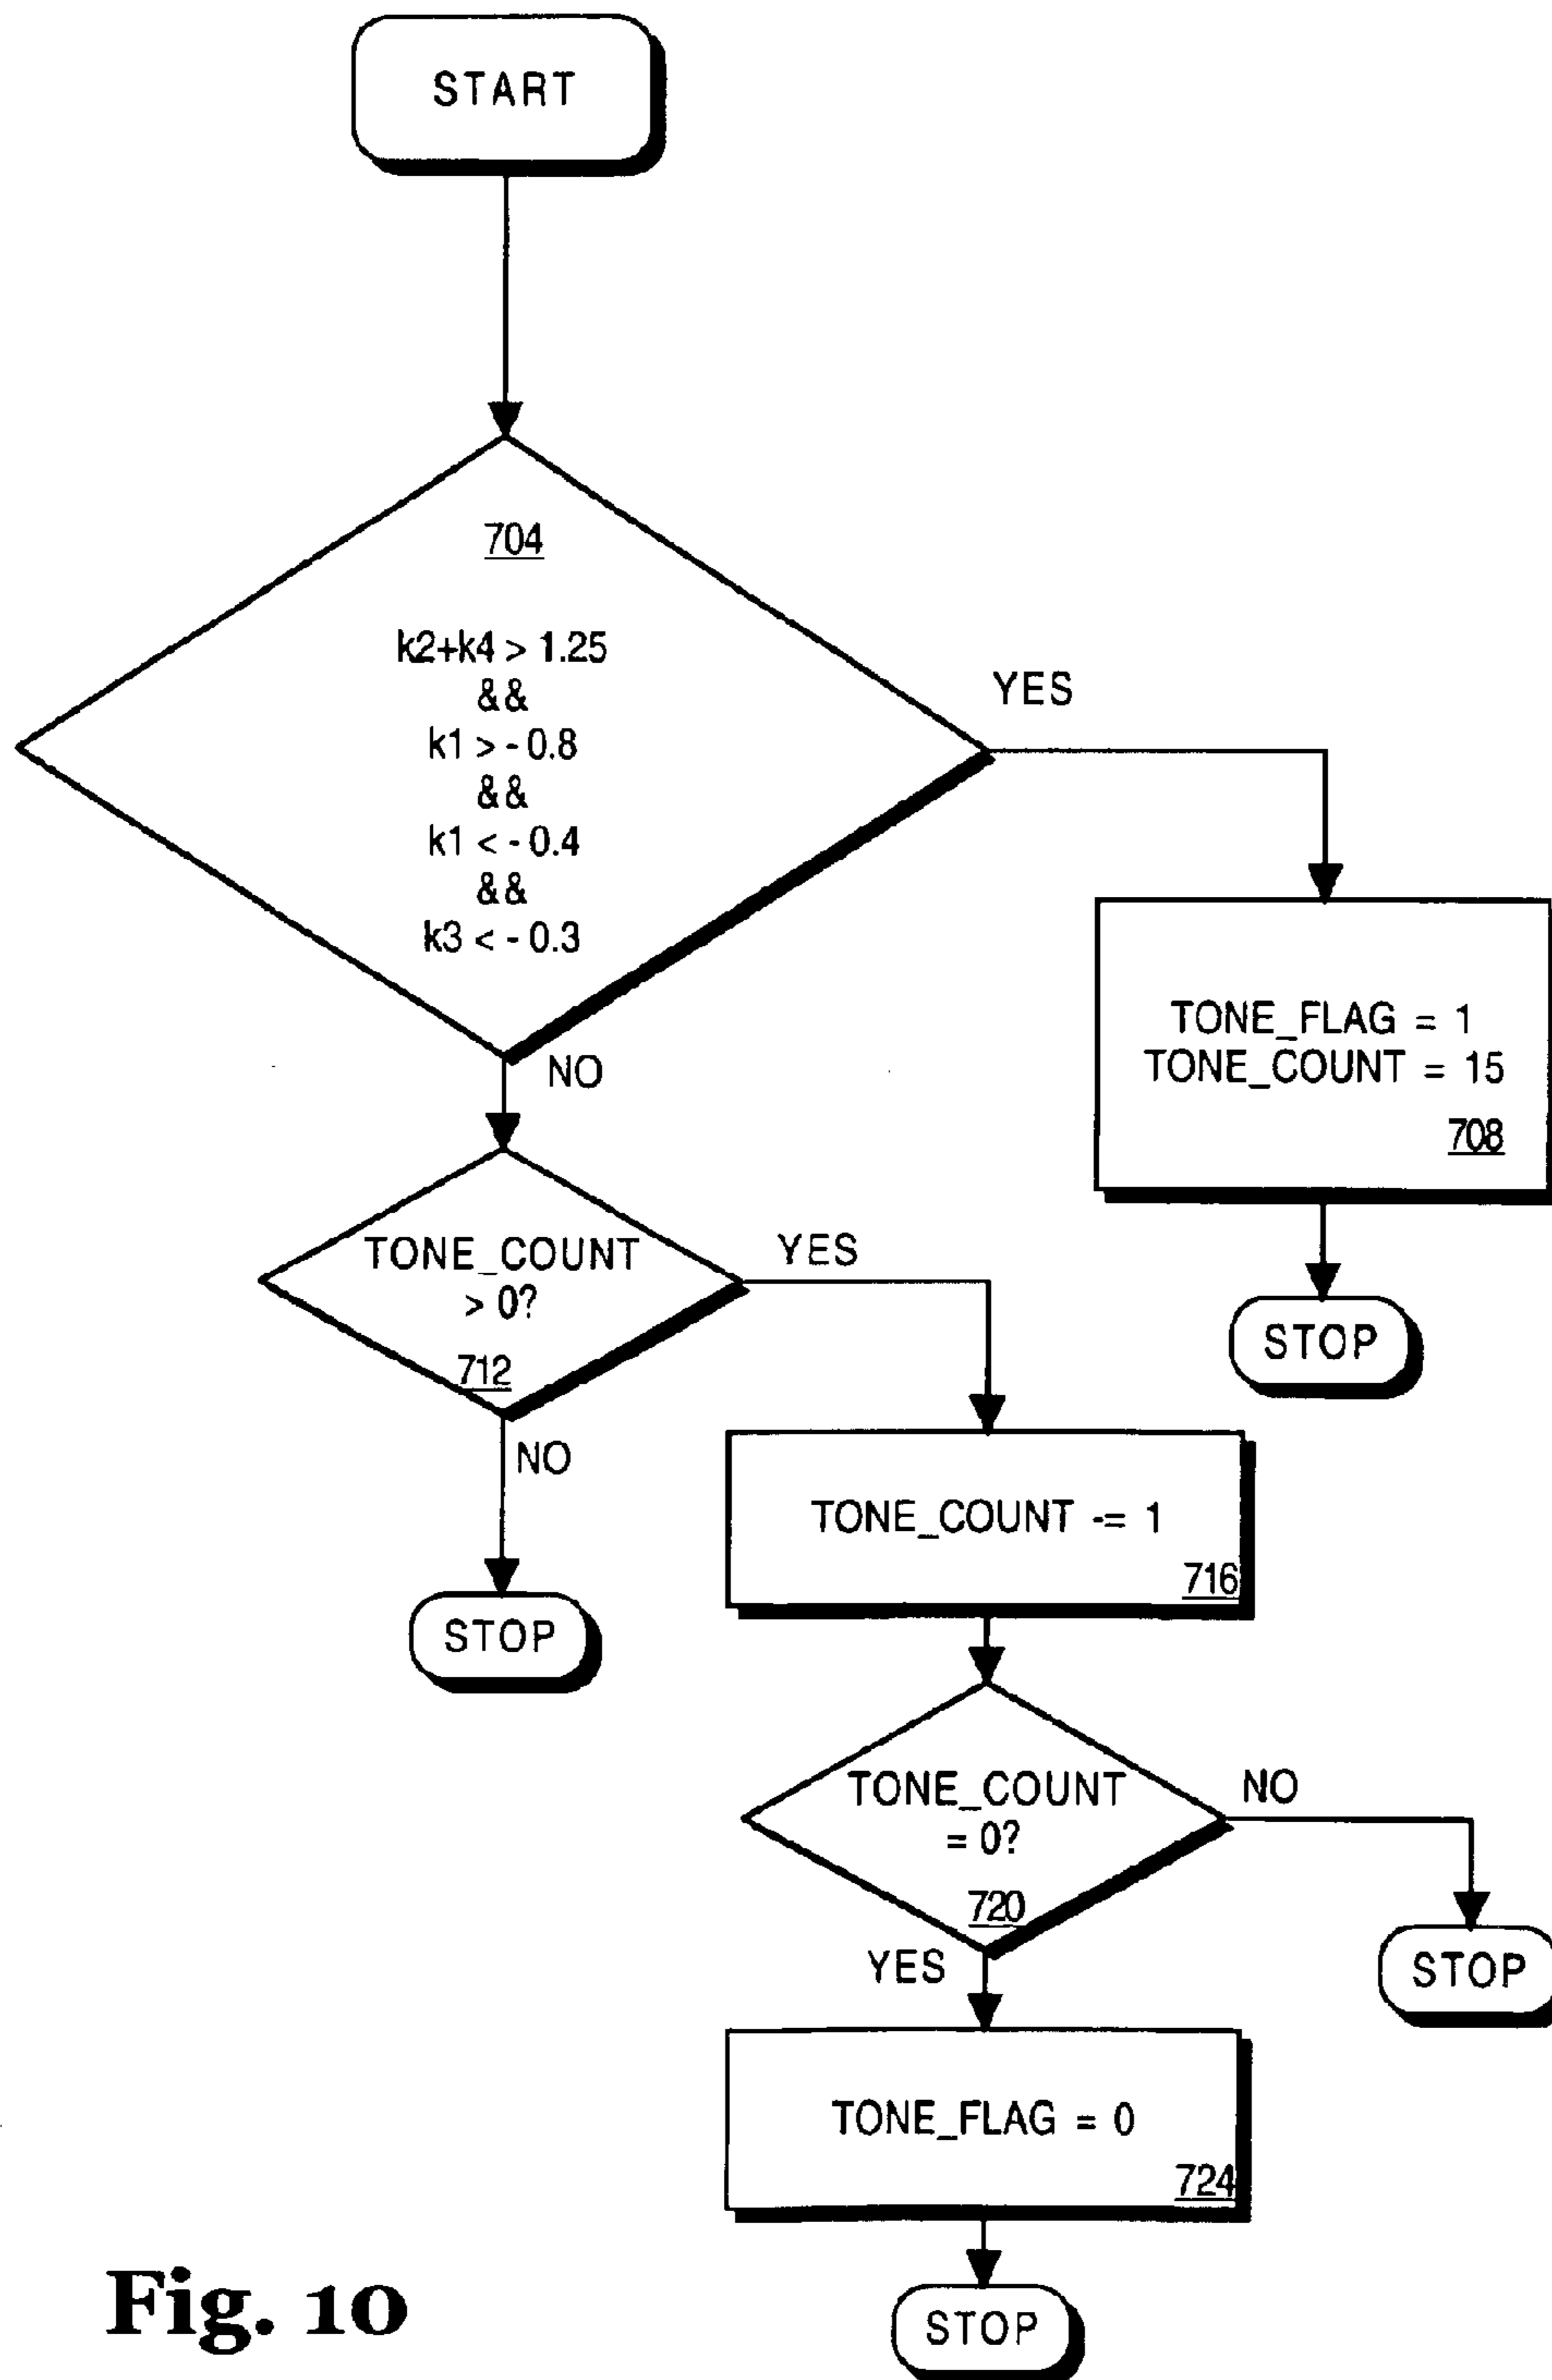 START
704
k2+k4 > 1.25
&&
k1 > - 0.8
&&
k1 < - 0.4
&&
k3 < - 0.3
YES
NO
TONE_FLAG = 1
TONE_COUNT = 15
708
STOP
TONE_COUNT
> 0?
712
YES
NO
STOP
TONE_COUNT -= 1
716
TONE_COUNT
= 0?
720
NO
STOP
YES
TONE_FLAG = 0
724
STOP
Fig. 10